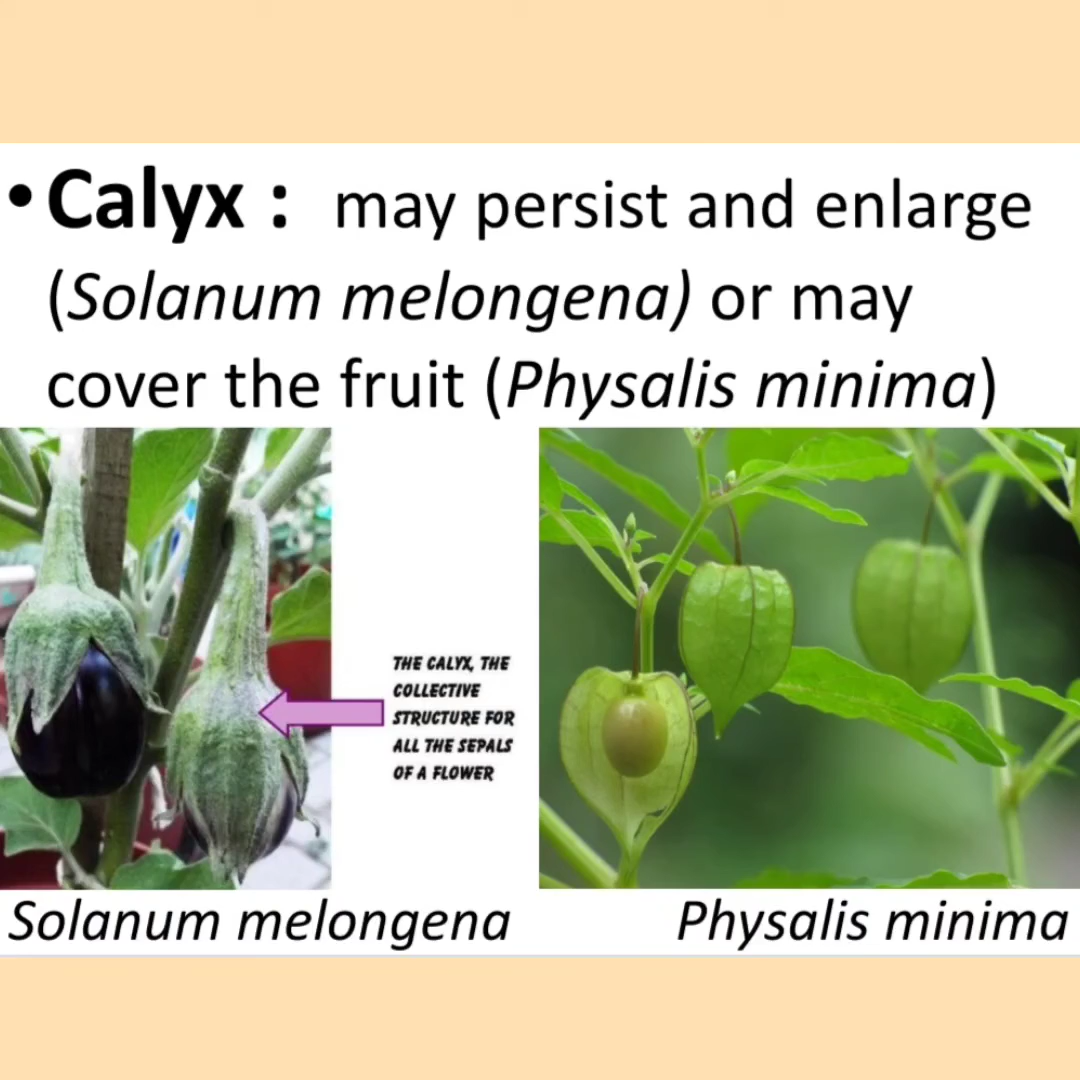 • Calyx : may persist and enlarge
(Solanum melongena) or may
cover the fruit (Physalis minima)
THE CALYX, THE
COLLECTIVE
STRUCTURE FOR
ALL THE SEPALS
OF A FLOWER
Solanum melongena
Physalis minima